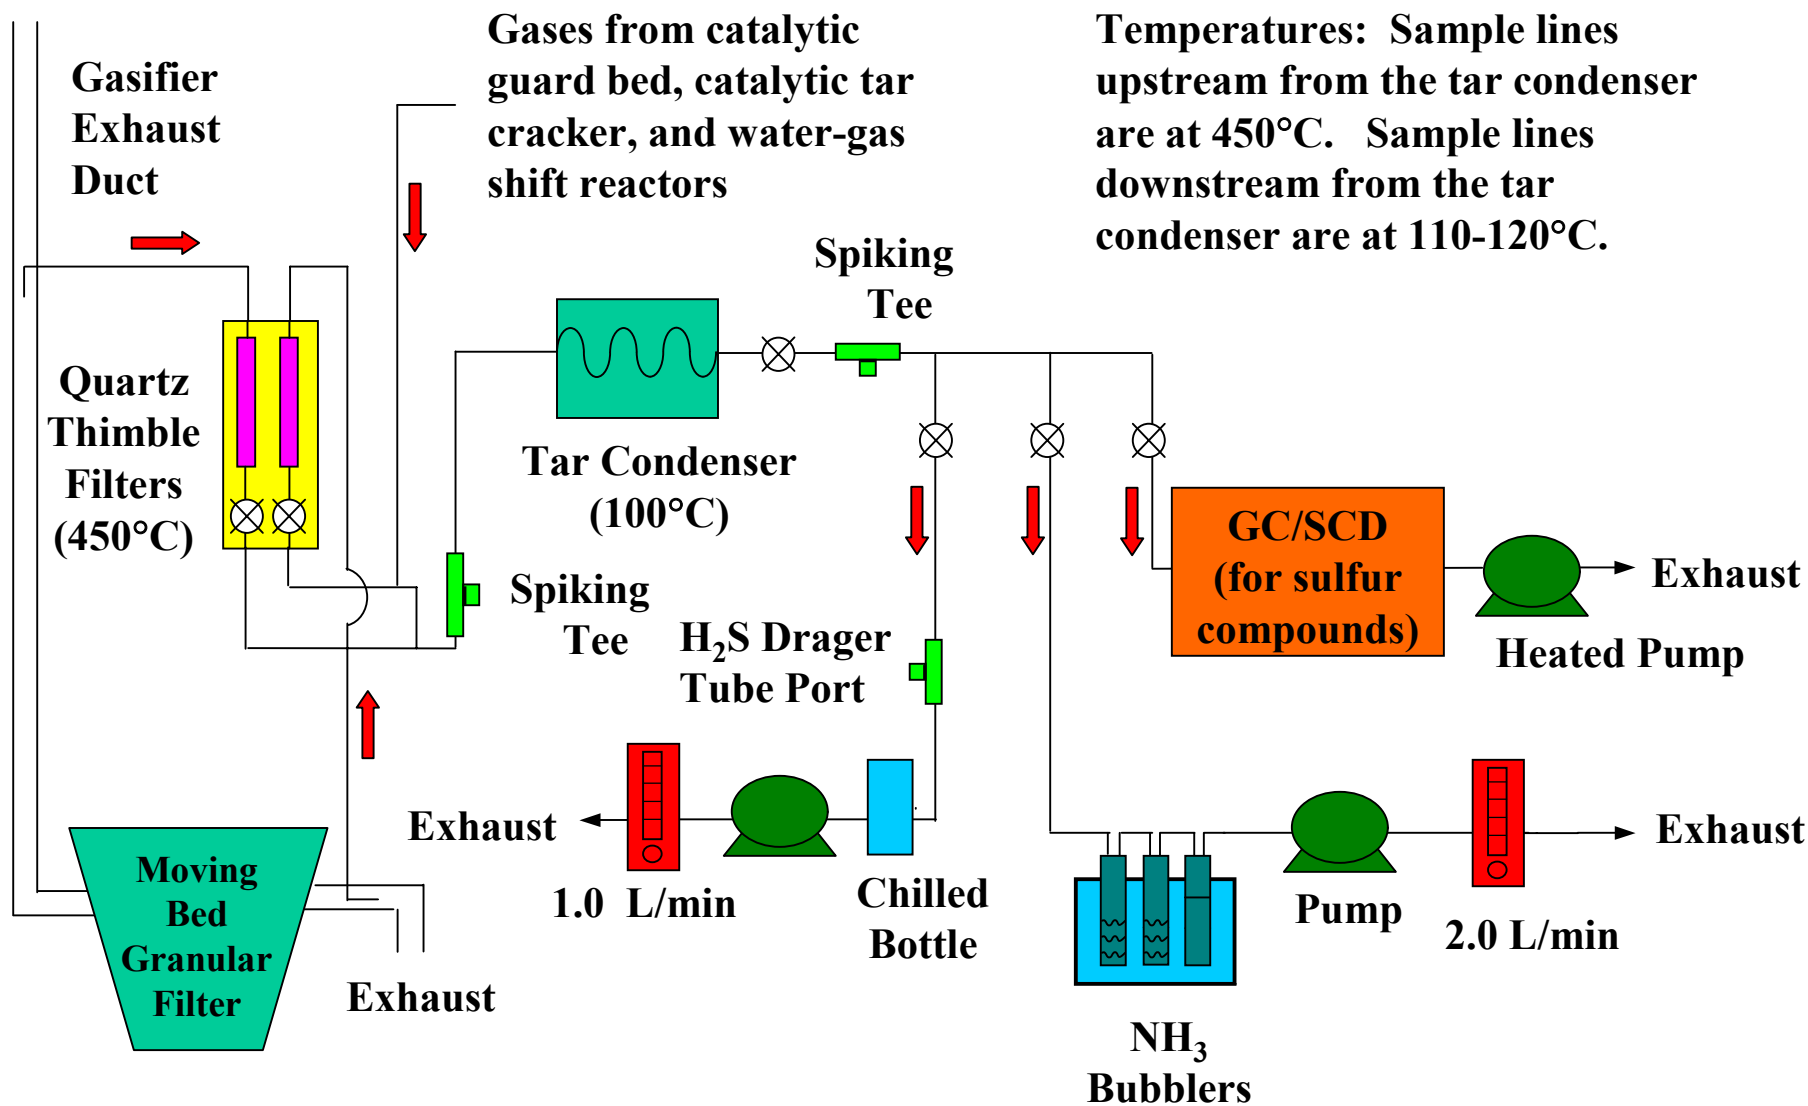 Gasifier
Exhaust
Duct
Gases from catalytic
guard bed, catalytic tar
cracker, and water-gas
shift reactors
Temperatures:  Sample lines
upstream from the tar condenser
are at 450°C.   Sample lines
downstream from the tar
condenser are at 110-120°C.
Spiking
Tee
Quartz
Thimble
Filters
(450°C)
Tar Condenser
(100°C)
Spiking
Tee
H₂S Drager
Tube Port
GC/SCD
(for sulfur
compounds)
Exhaust
Heated Pump
Exhaust
1.0  L/min
Chilled
Bottle
Pump
2.0 L/min
Exhaust
Moving
Bed
Granular
Filter
Exhaust
NH₃
Bubblers